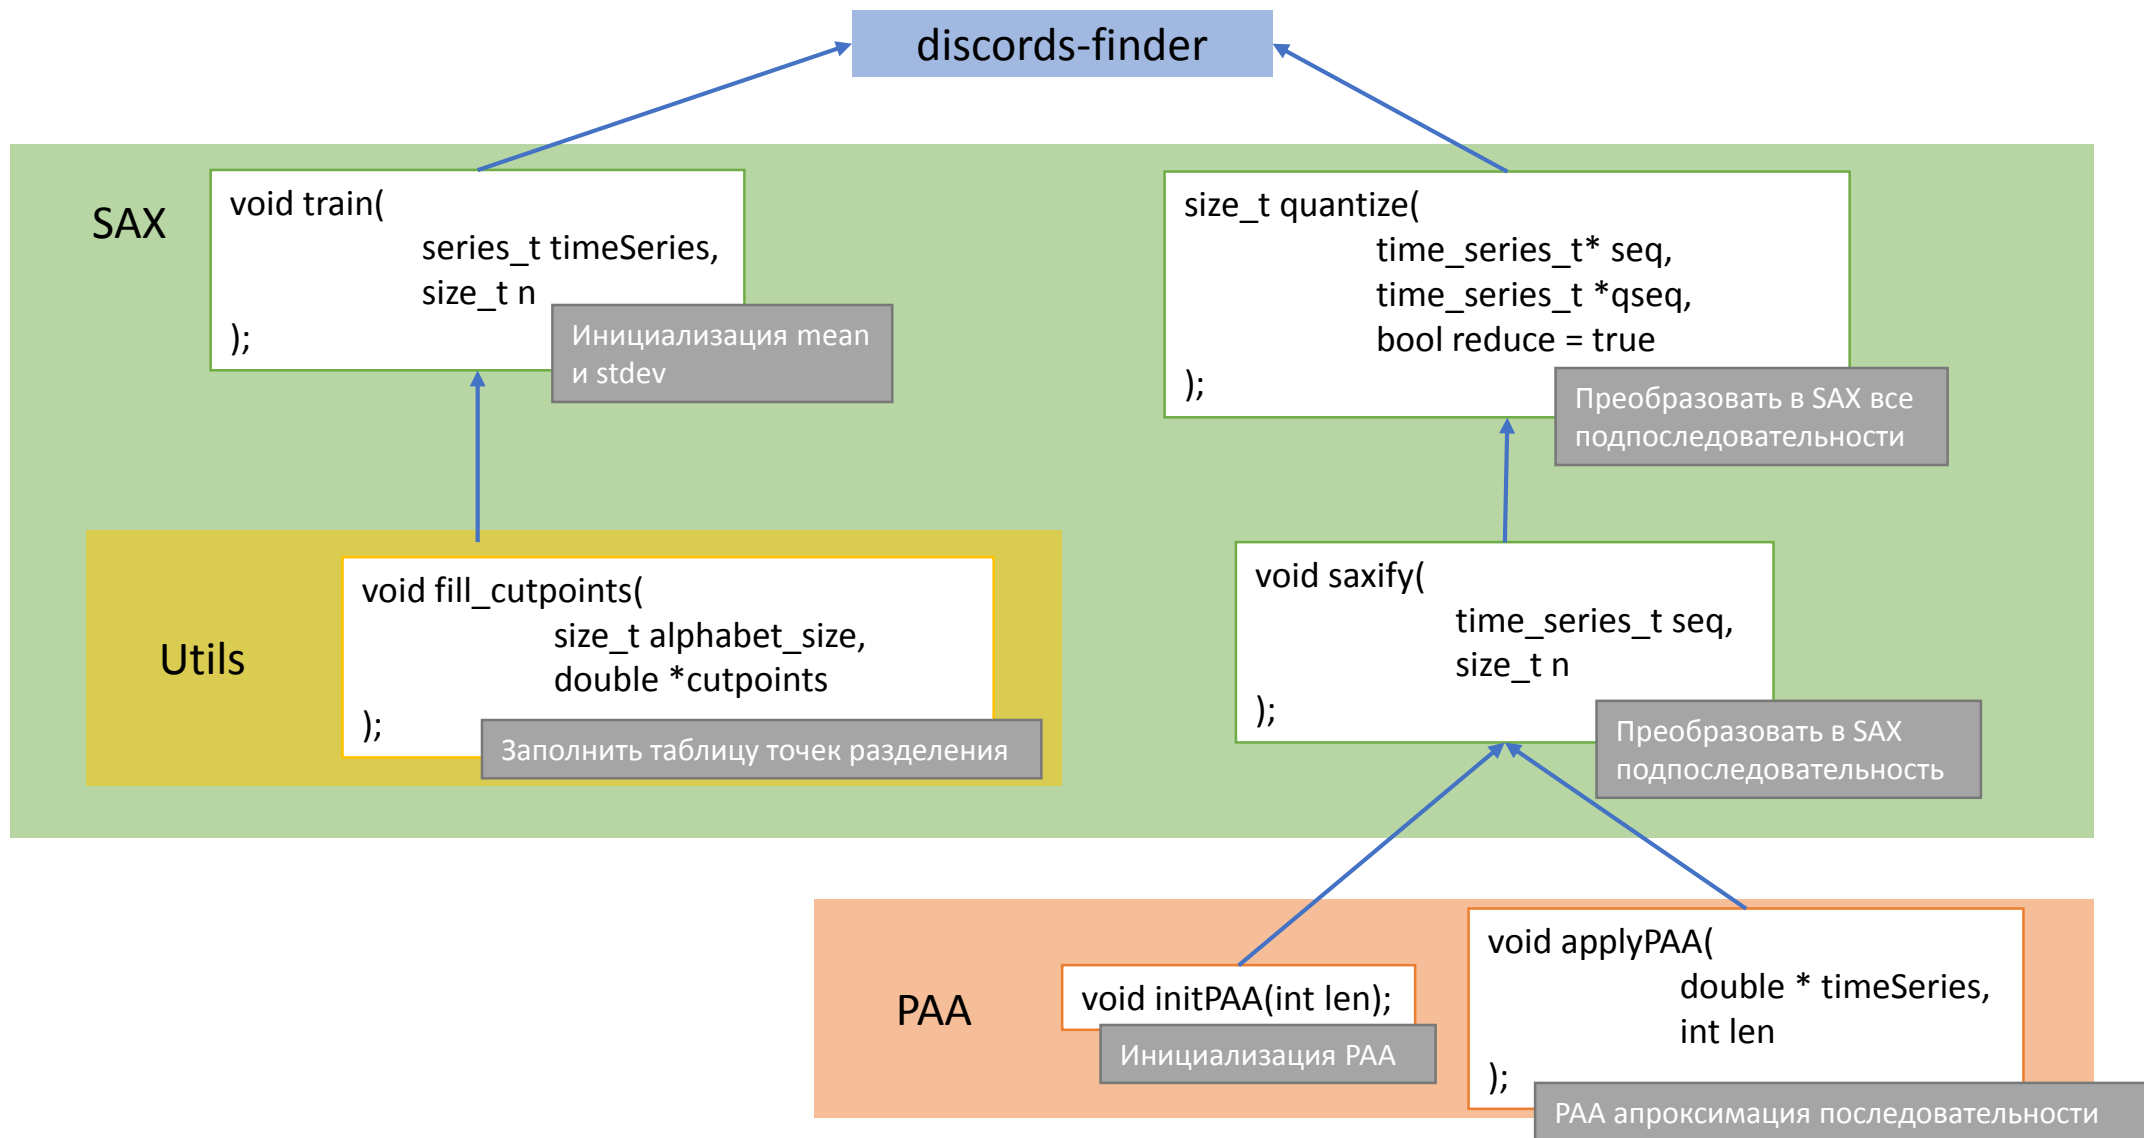 discords-finder
SAX
void train(
series_t timeSeries,
size_t n
);
Инициализация mean
и stdev
size_t quantize(
time_series_t* seq,
time_series_t *qseq,
bool reduce = true
);
Преобразовать в SAX все
подпоследовательности
Utils
void fill_cutpoints(
size_t alphabet_size,
double *cutpoints
);
Заполнить таблицу точек разделения
void saxify(
time_series_t seq,
size_t n
);
Преобразовать в SAX
подпоследовательность
PAA
void initPAA(int len);
Инициализация PAA
void applyPAA(
double * timeSeries,
int len
);
PAA апроксимация последовательности